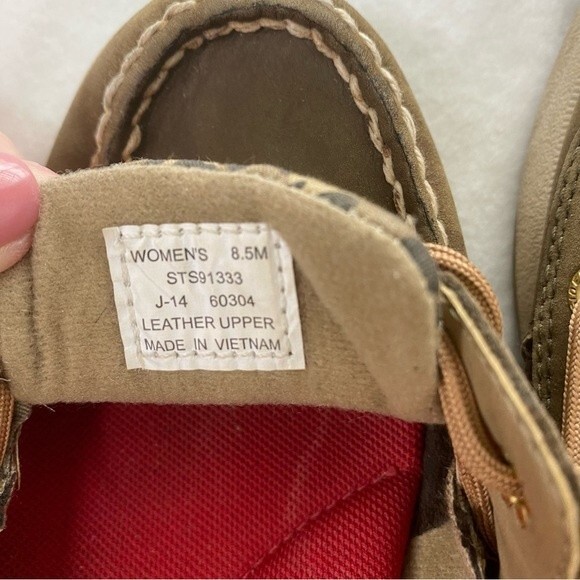 WOMEN'S 8.5M
STS91333
J-14 60304
LEATHER UPPER
MADE IN VIETNAM